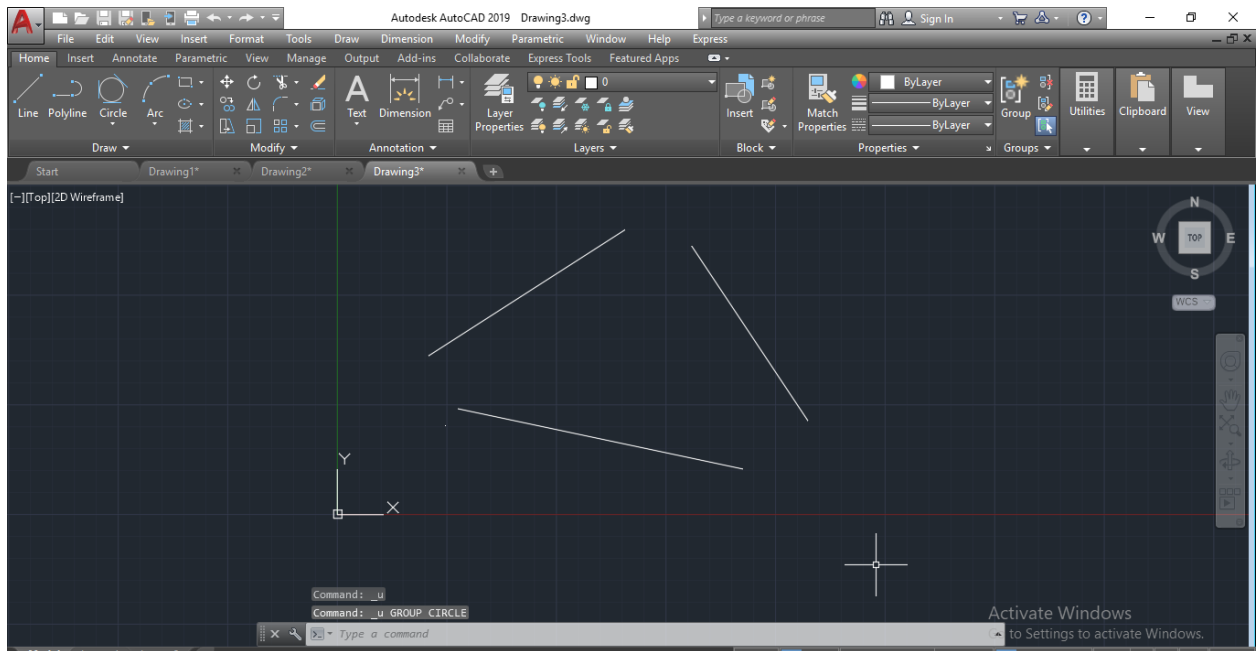 Autodesk AutoCAD 2019 Drawing3.dwg Type a keyword or phrase Sign In
File Edit View Insert Format Tools Draw Dimension Modify Parametric Window Help Express
Home Insert Annotate Parametric View Manage Output Add-ins Collaborate Express Tools Featured Apps
Line Polyline Circle Arc Text Dimension Layer Properties 0 Insert Match Properties ByLayer ByLayer ByLayer Group Utilities Clipboard View
Draw Modify Annotation Layers Block Properties Groups
Start Drawing1* Drawing2* Drawing3*
[−][Top][2D Wireframe]
N
W TOP E
S
WCS
Y
X
Command: _u
Command: _u GROUP CIRCLE
Type a command
Activate Windows
to Settings to activate Windows.